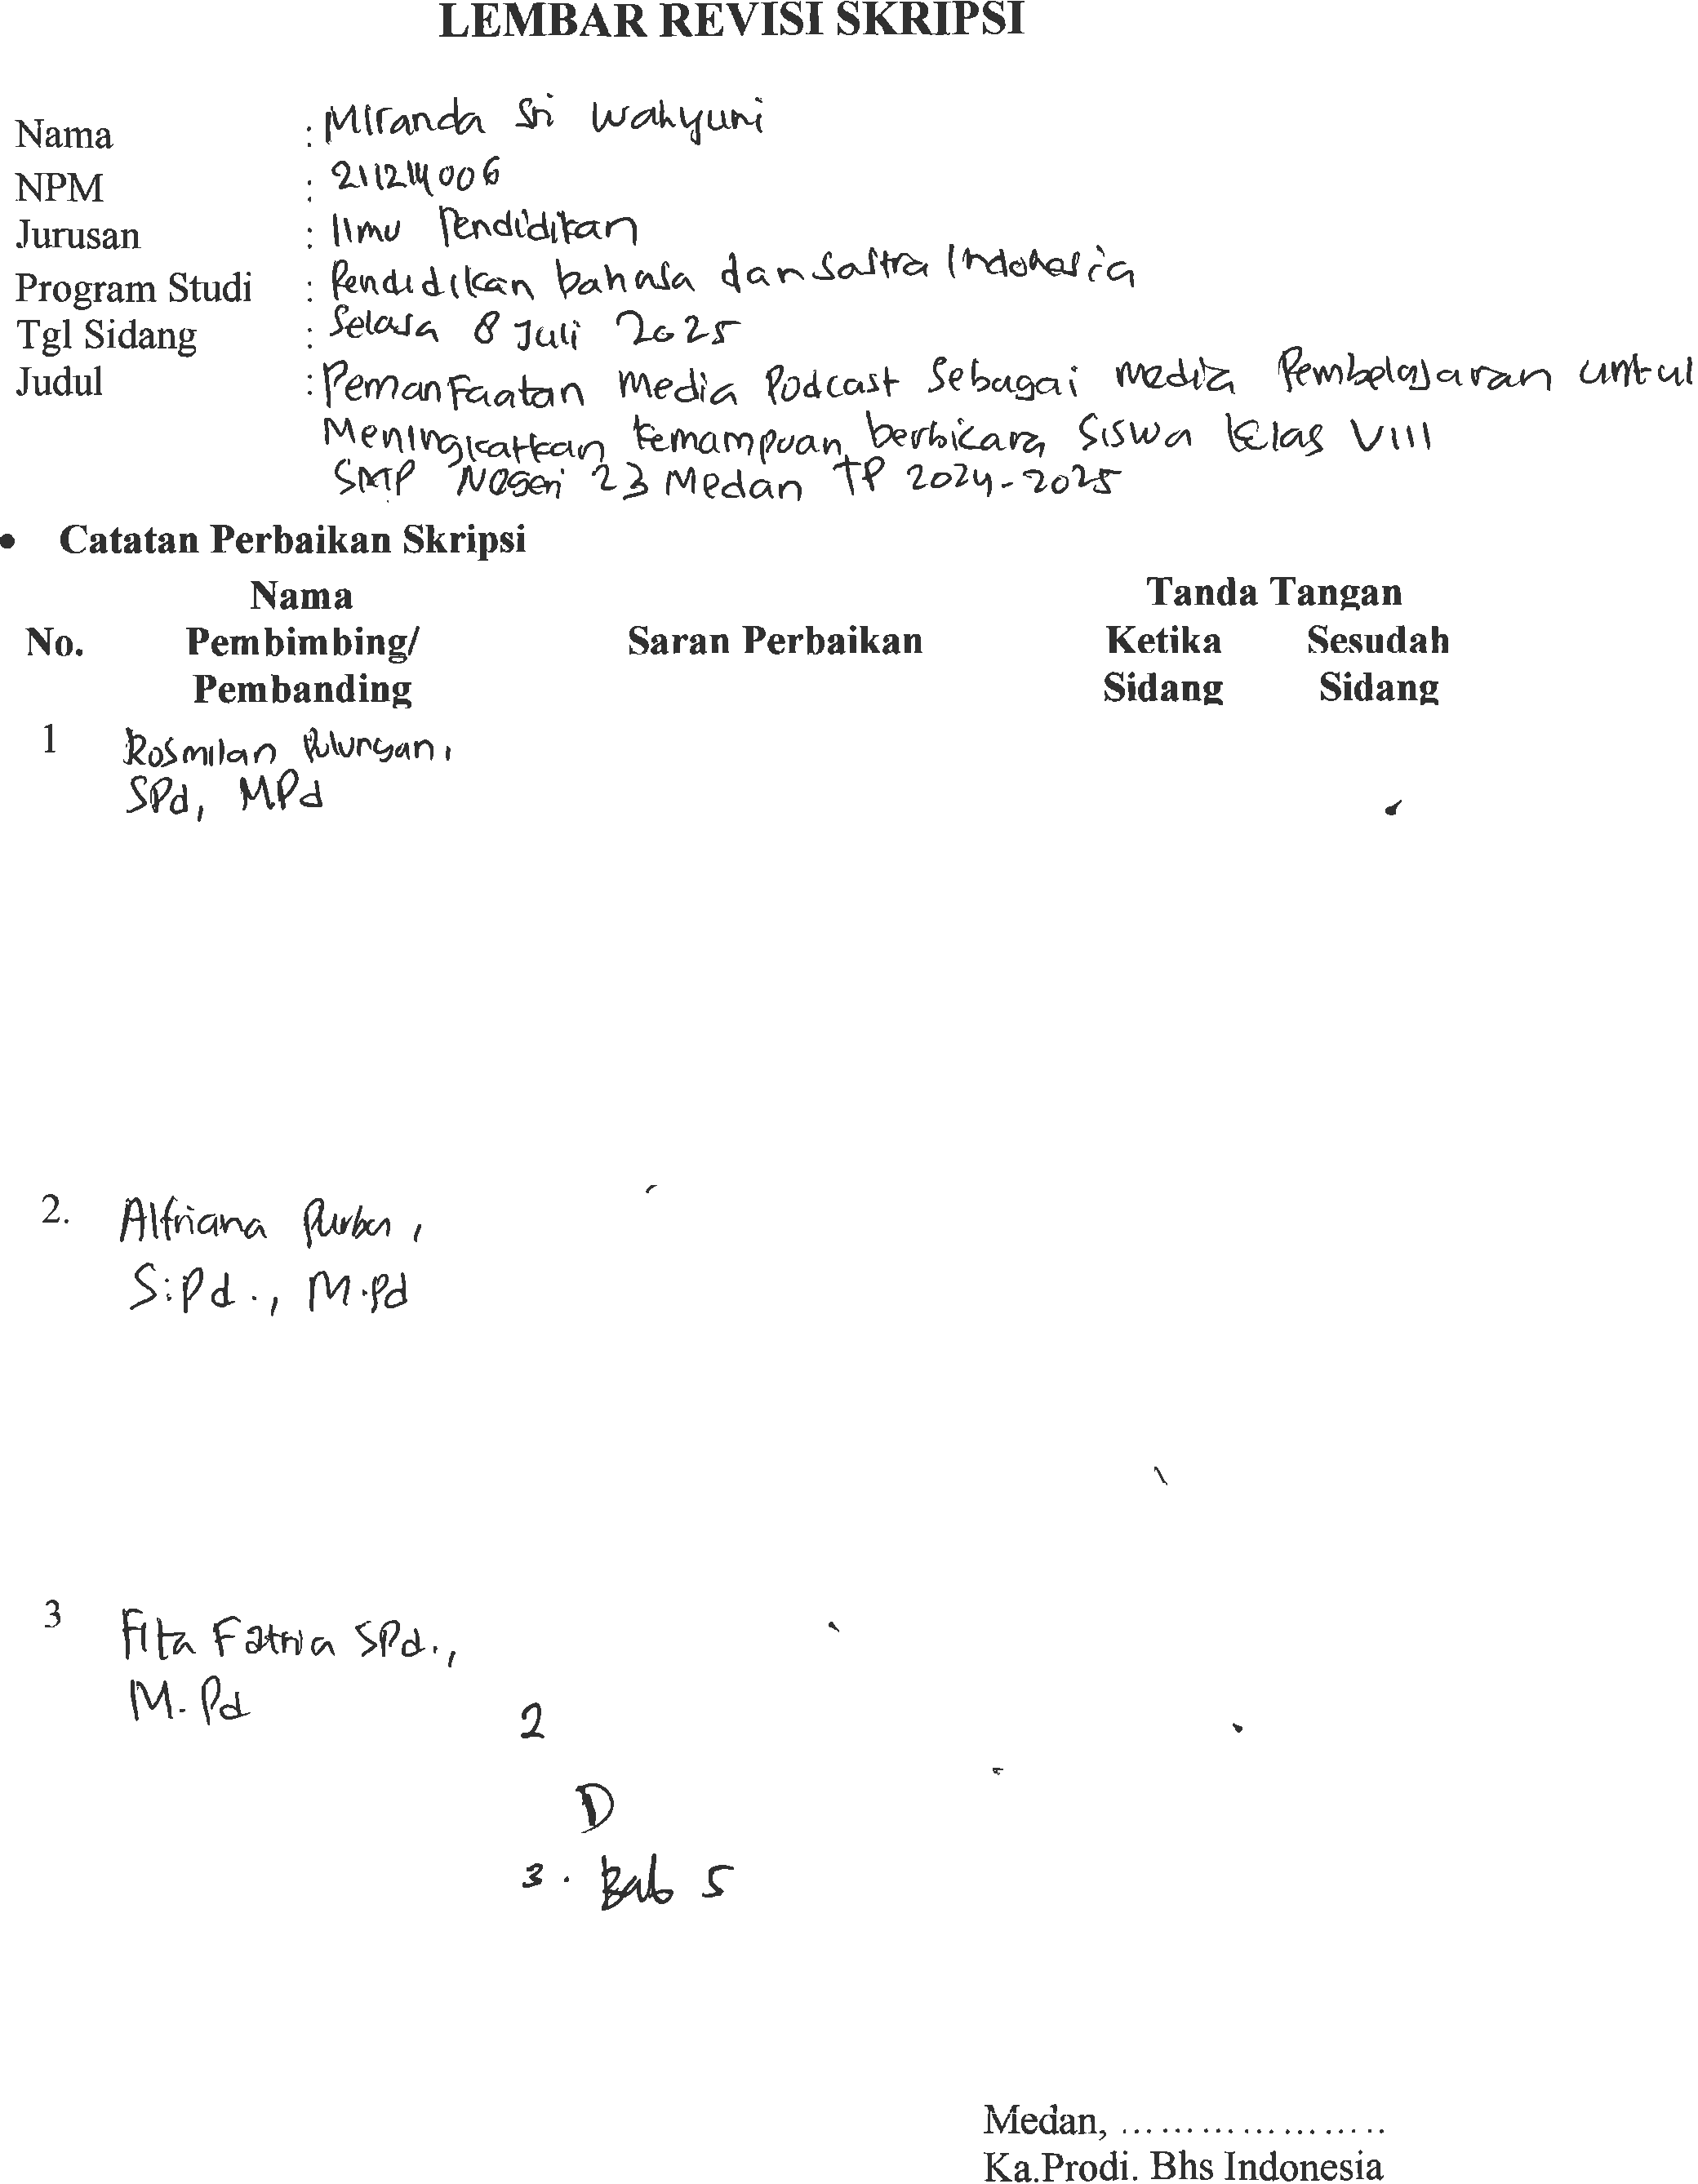 LEMBAR REVISI SKRIPSI
Nama : Miranda Sri Wahyuni
NPM : 211214006
Jurusan : Ilmu Pendidikan
Program Studi : Pendidikan bahasa dan Sastra Indonesia
Tgl Sidang : Selasa 8 Juli 2025
Judul : Pemanfaatan media Podcast Sebagai media Pembelajaran untuk
Meningkatkan kemampuan berbicara Siswa kelas VIII
SMP Negeri 23 Medan TP 2024-2025
• Catatan Perbaikan Skripsi
Nama Tanda Tangan
No. Pembimbing/ Saran Perbaikan Ketika Sesudah
Pembanding Sidang Sidang
1 Rosmilan Pulungan,
SPd, MPd
2. Alfriana Purba,
S.Pd., M.Pd
3 Fita Fatria SPd.,
M.Pd
2
D
3. Bab 5
Medan, ....................
Ka.Prodi. Bhs Indonesia